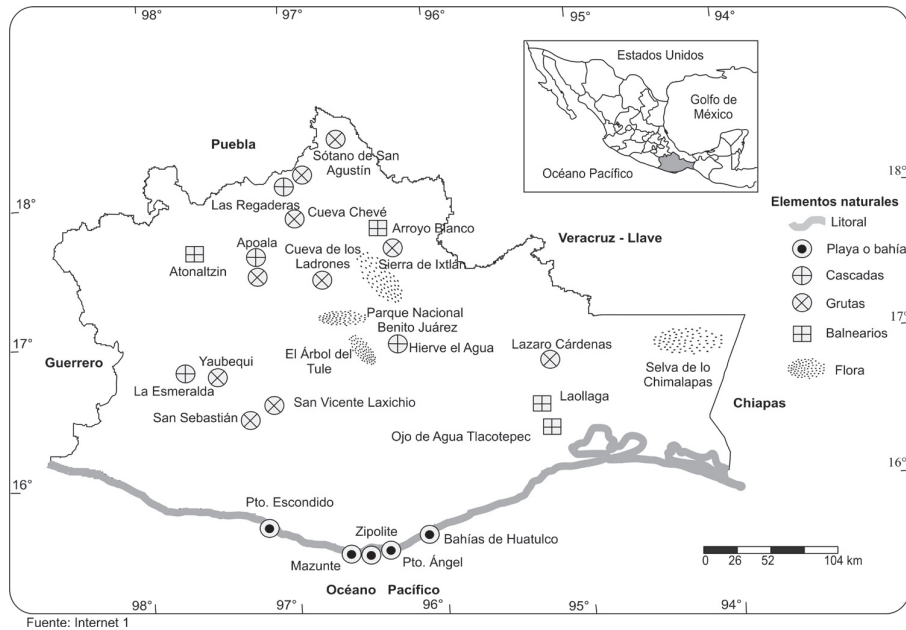 98°
97°
96°
95°
94°
Estados Unidos
Golfo de
México
Océano Pacífico
Puebla
Sótano de San
Agustín
18°
18°
Las Regaderas
Cueva Chevé
Arroyo Blanco
Elementos naturales
Litoral
Playa o bahía
Cascadas
Grutas
Balnearios
Flora
Veracruz - Llave
Apoala
Atonaltzin
Cueva de los
Ladrones
Sierra de Ixtlán
Parque Nacional
Benito Juárez
17°
17°
Guerrero
El Árbol del
Tule
Hierve el Agua
Lazaro Cárdenas
Selva de lo
Chimalapas
Yaubequi
La Esmeralda
San Sebastián
San Vicente Laxichio
Laollaga
Chiapas
Ojo de Agua Tlacotepec
16°
16°
Pto. Escondido
Zipolite
Bahías de Huatulco
Mazunte
Pto. Ángel
Océano Pacífico
0 26 52 104 km
98°
97°
96°
95°
94°
Fuente: Internet 1